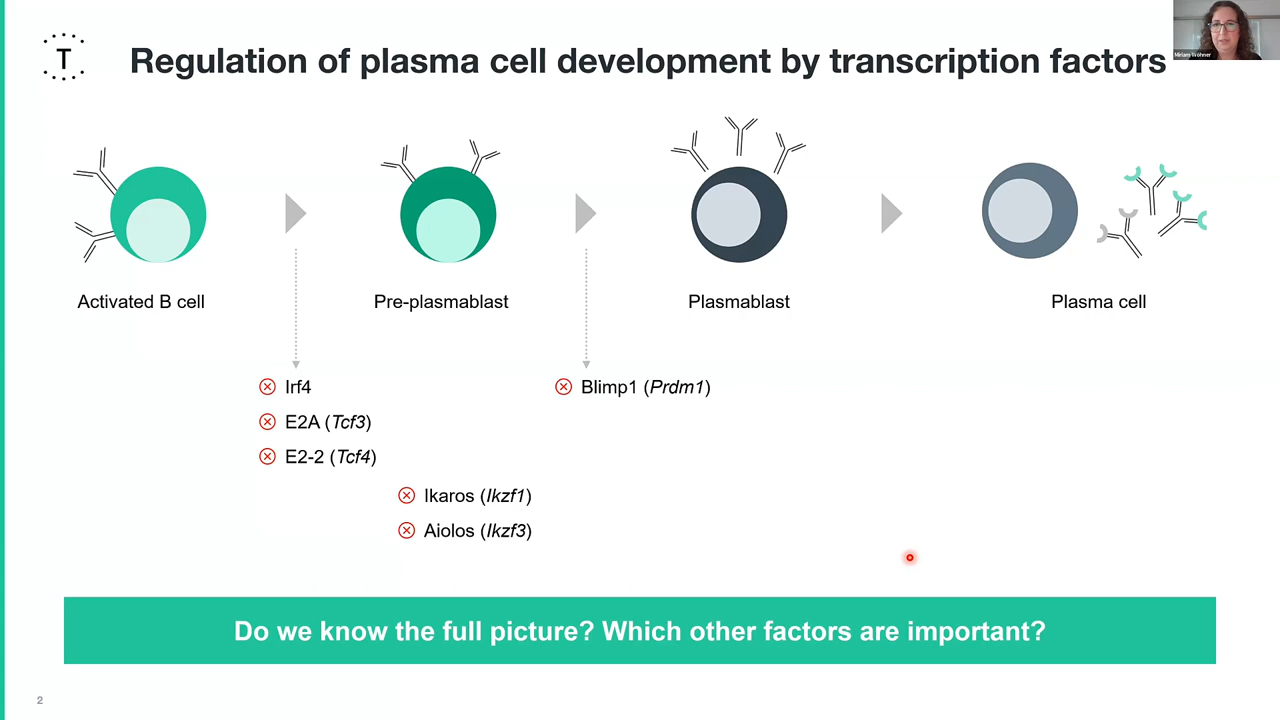 T
Regulation of plasma cell development by transcription factors
Miriam Wohner
Activated B cell
Pre-plasmablast
Plasmablast
Plasma cell
Irf4
E2A (Tcf3)
E2-2 (Tcf4)
Blimp1 (Prdm1)
Ikaros (Ikzf1)
Aiolos (Ikzf3)
Do we know the full picture? Which other factors are important?
2